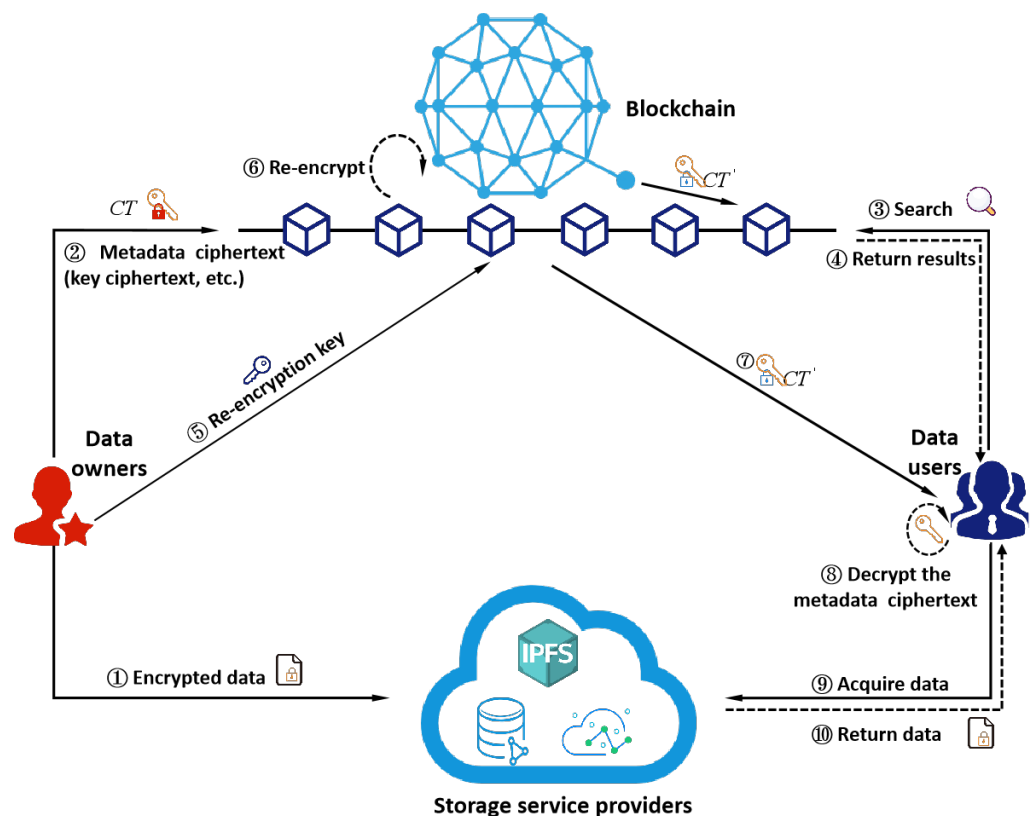 Blockchain
⑥ Re-encrypt
CT'
CT
③ Search
② Metadata ciphertext
(key ciphertext, etc.)
④ Return results
⑤ Re-encryption key
⑦
CT'
Data
owners
Data
users
⑧ Decrypt the
metadata ciphertext
IPFS
① Encrypted data
⑨ Acquire data
⑩ Return data
Storage service providers